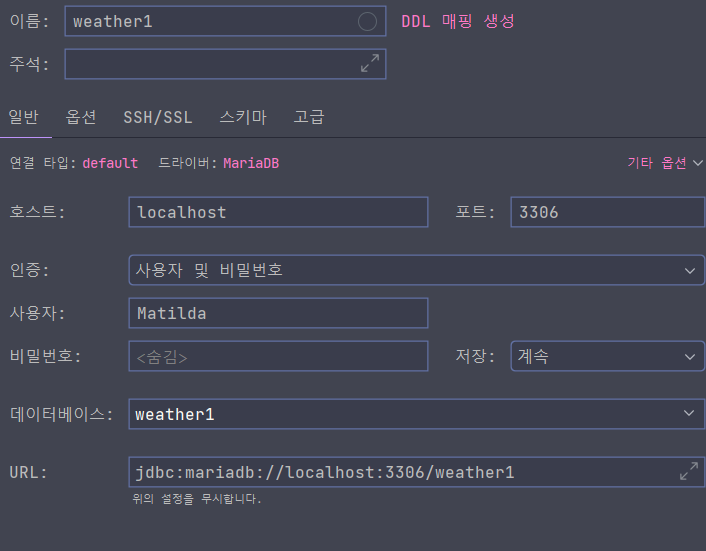 이름: weather1 DDL 매핑 생성
주석:
일반 옵션 SSH/SSL 스키마 고급
연결 타입: default 드라이버: MariaDB 기타 옵션
호스트: localhost 포트: 3306
인증: 사용자 및 비밀번호
사용자: Matilda
비밀번호: <숨김> 저장: 계속
데이터베이스: weather1
URL: jdbc:mariadb://localhost:3306/weather1
위의 설정을 무시합니다.